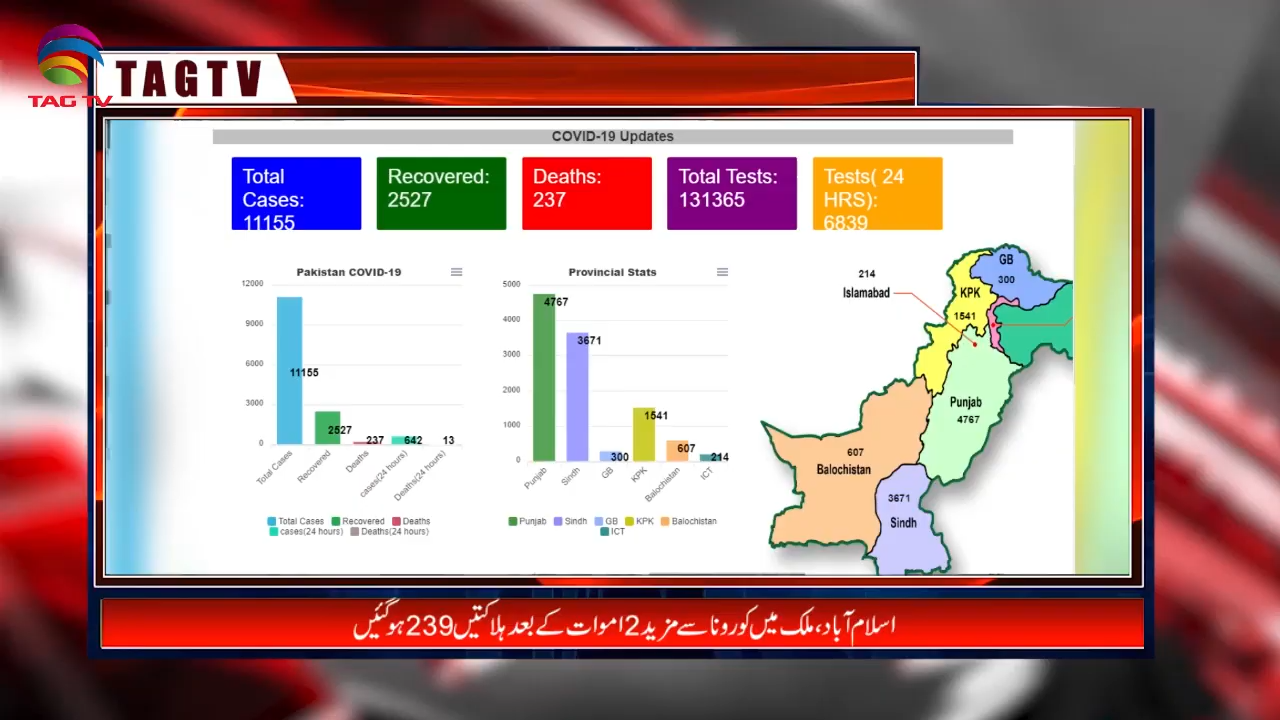 TAGTV
TAG TV
COVID-19 Updates
Total
Cases:
11155
Recovered:
2527
Deaths:
237
Total Tests:
131365
Tests( 24
HRS):
6839
Pakistan COVID-19
12000
9000
6000
3000
0
11155
2527
237
642
13
Total Cases
Recovered
Deaths
cases(24 hours)
Deaths(24 hours)
Total Cases Recovered Deaths
cases(24 hours) Deaths(24 hours)
Provincial Stats
5000
4000
3000
2000
1000
0
4767
3671
300
1541
607
214
Punjab
Sindh
GB
KPK
Balochistan
ICT
Punjab Sindh GB KPK Balochistan
ICT
GB
300
214
Islamabad
KPK
1541
Punjab
4767
607
Balochistan
3671
Sindh
اسلام آباد، ملک میں کورونا سے مزید 2 اموات کے بعد ہلاکتیں 239 ہوگئیں